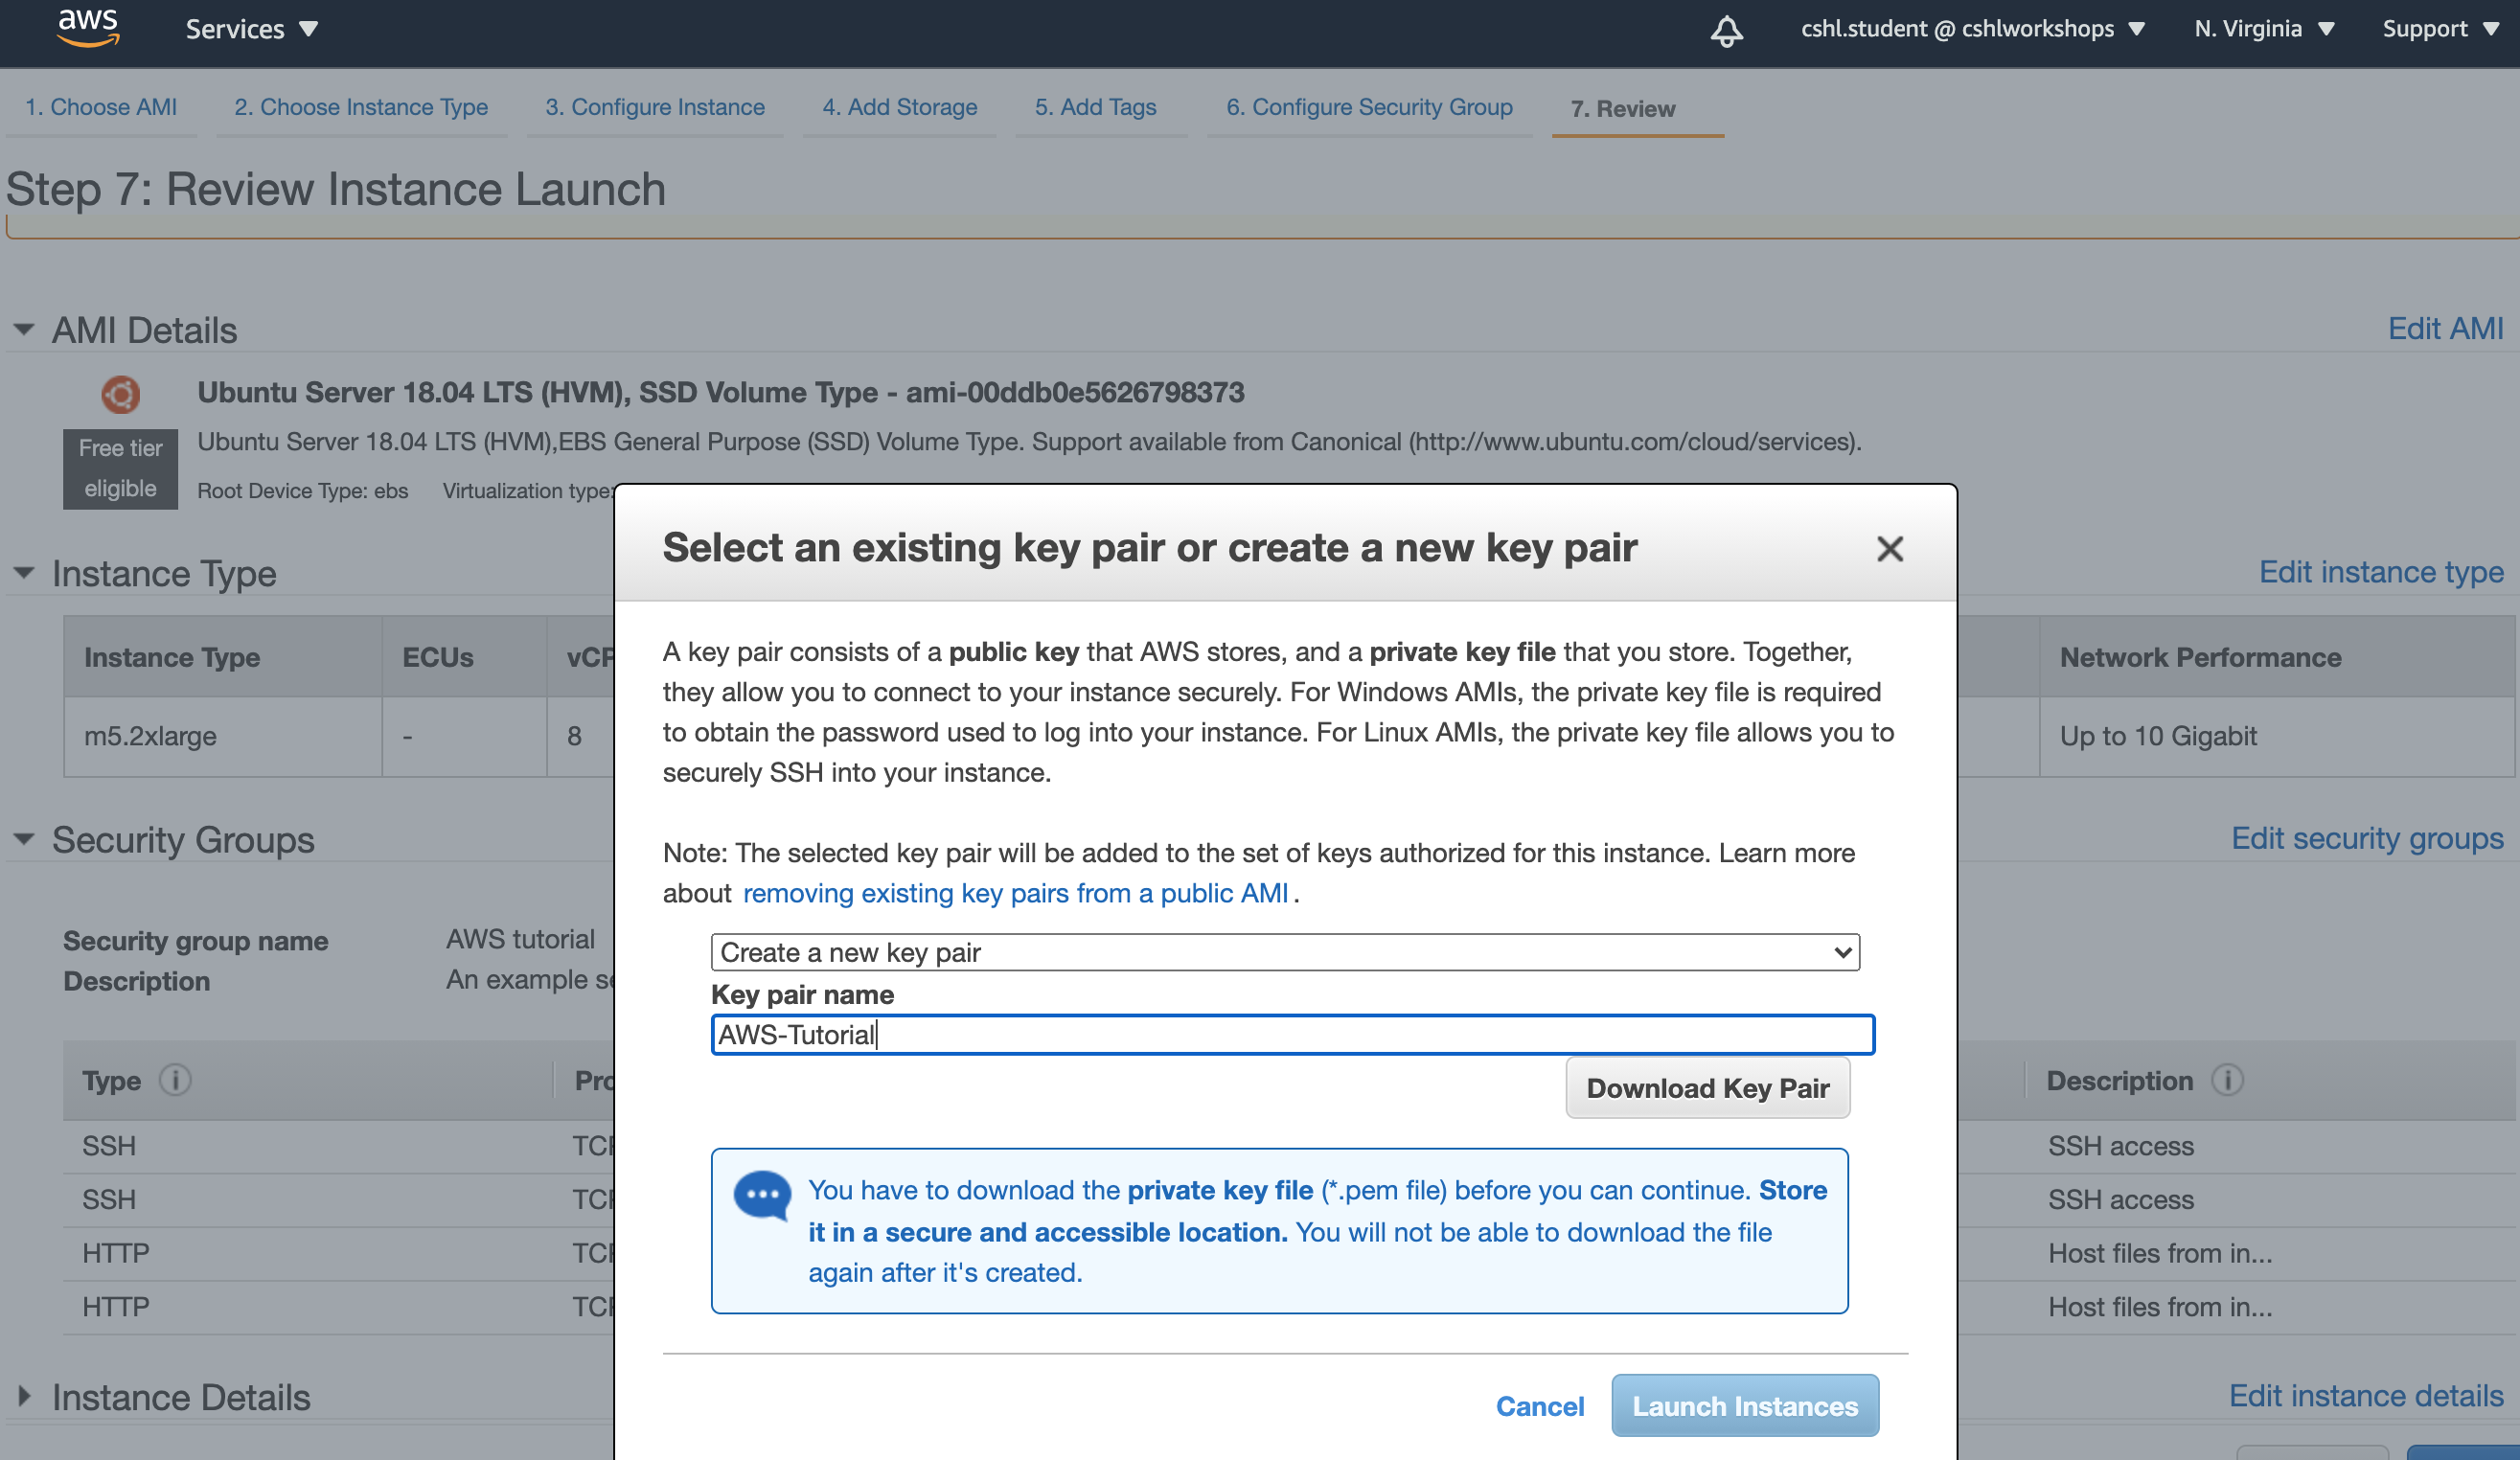 aws Services cshl.student @ cshlworkshops N. Virginia Support
1. Choose AMI 2. Choose Instance Type 3. Configure Instance 4. Add Storage 5. Add Tags 6. Configure Security Group 7. Review
Step 7: Review Instance Launch
AMI Details Edit AMI
Ubuntu Server 18.04 LTS (HVM), SSD Volume Type - ami-00ddb0e5626798373
Free tier
eligible
Ubuntu Server 18.04 LTS (HVM),EBS General Purpose (SSD) Volume Type. Support available from Canonical (http://www.ubuntu.com/cloud/services).
Root Device Type: ebs Virtualization type:
Instance Type Edit instance type
Instance Type ECUs vCP Network Performance
m5.2xlarge - 8 Up to 10 Gigabit
Security Groups Edit security groups
Security group name AWS tutorial
Description An example se
Type i Pro Description i
SSH TCP SSH access
SSH TCP SSH access
HTTP TCP Host files from in...
HTTP TCP Host files from in...
Instance Details Edit instance details
Select an existing key pair or create a new key pair
A key pair consists of a public key that AWS stores, and a private key file that you store. Together,
they allow you to connect to your instance securely. For Windows AMIs, the private key file is required
to obtain the password used to log into your instance. For Linux AMIs, the private key file allows you to
securely SSH into your instance.
Note: The selected key pair will be added to the set of keys authorized for this instance. Learn more
about removing existing key pairs from a public AMI .
Create a new key pair
Key pair name
AWS-Tutorial
Download Key Pair
You have to download the private key file (*.pem file) before you can continue. Store
it in a secure and accessible location. You will not be able to download the file
again after it's created.
Cancel Launch Instances